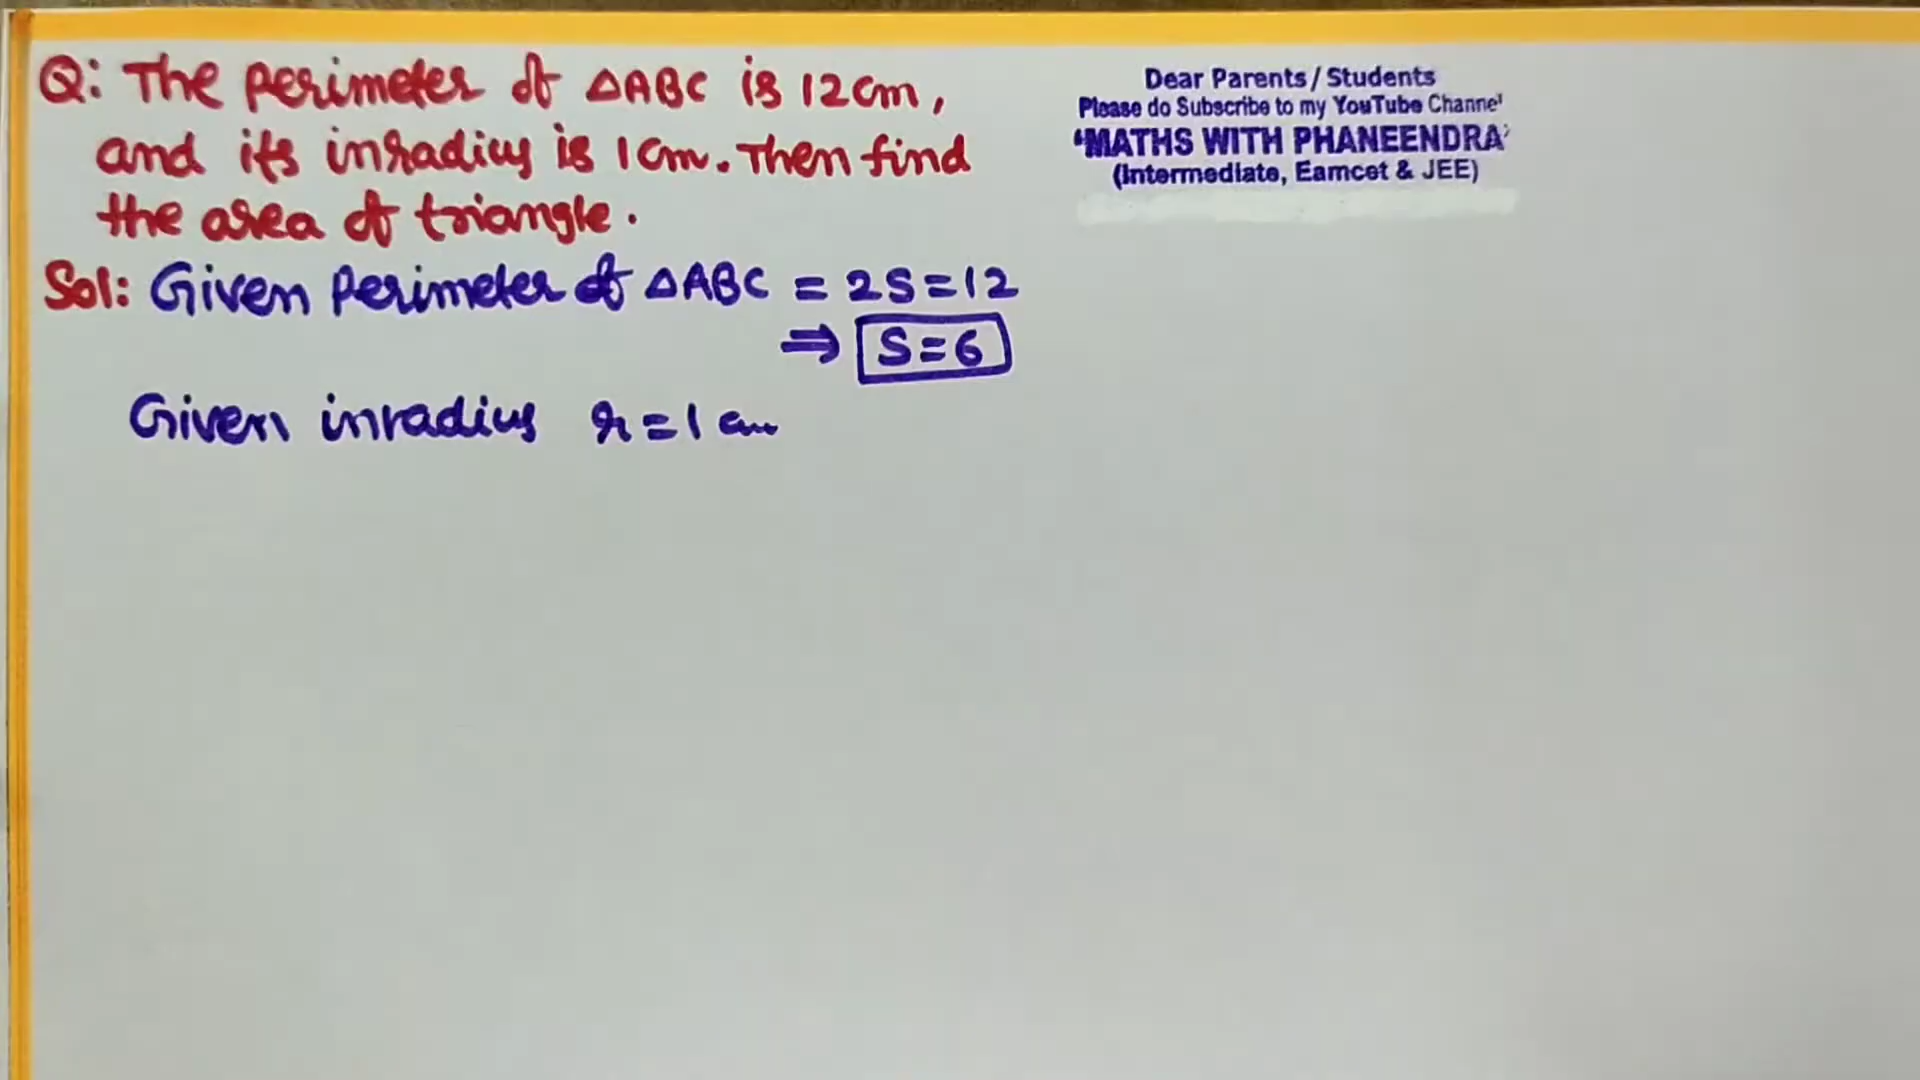 Q: The perimeter of △ABC is 12cm,
and its inradius is 1cm. Then find
the area of triangle.
Sol: Given Perimeter of △ABC = 2S=12
⇒ S=6
Given inradius r=1 cm
Dear Parents / Students
Please do Subscribe to my YouTube Channel
'MATHS WITH PHANEENDRA'
(Intermediate, Eamcet & JEE)